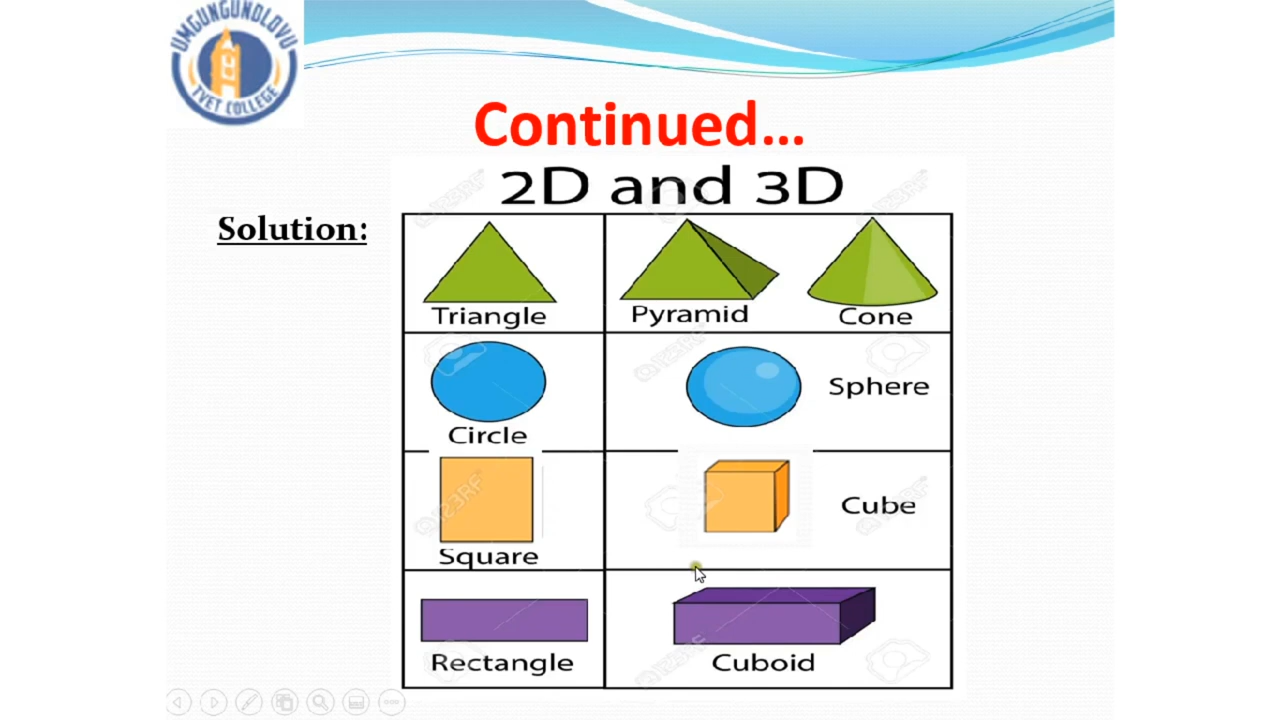 UMGUNGUNDLOVU
TVET COLLEGE
Continued...
2D and 3D
Solution:
Triangle
Pyramid
Cone
Circle
Sphere
Square
Cube
Rectangle
Cuboid